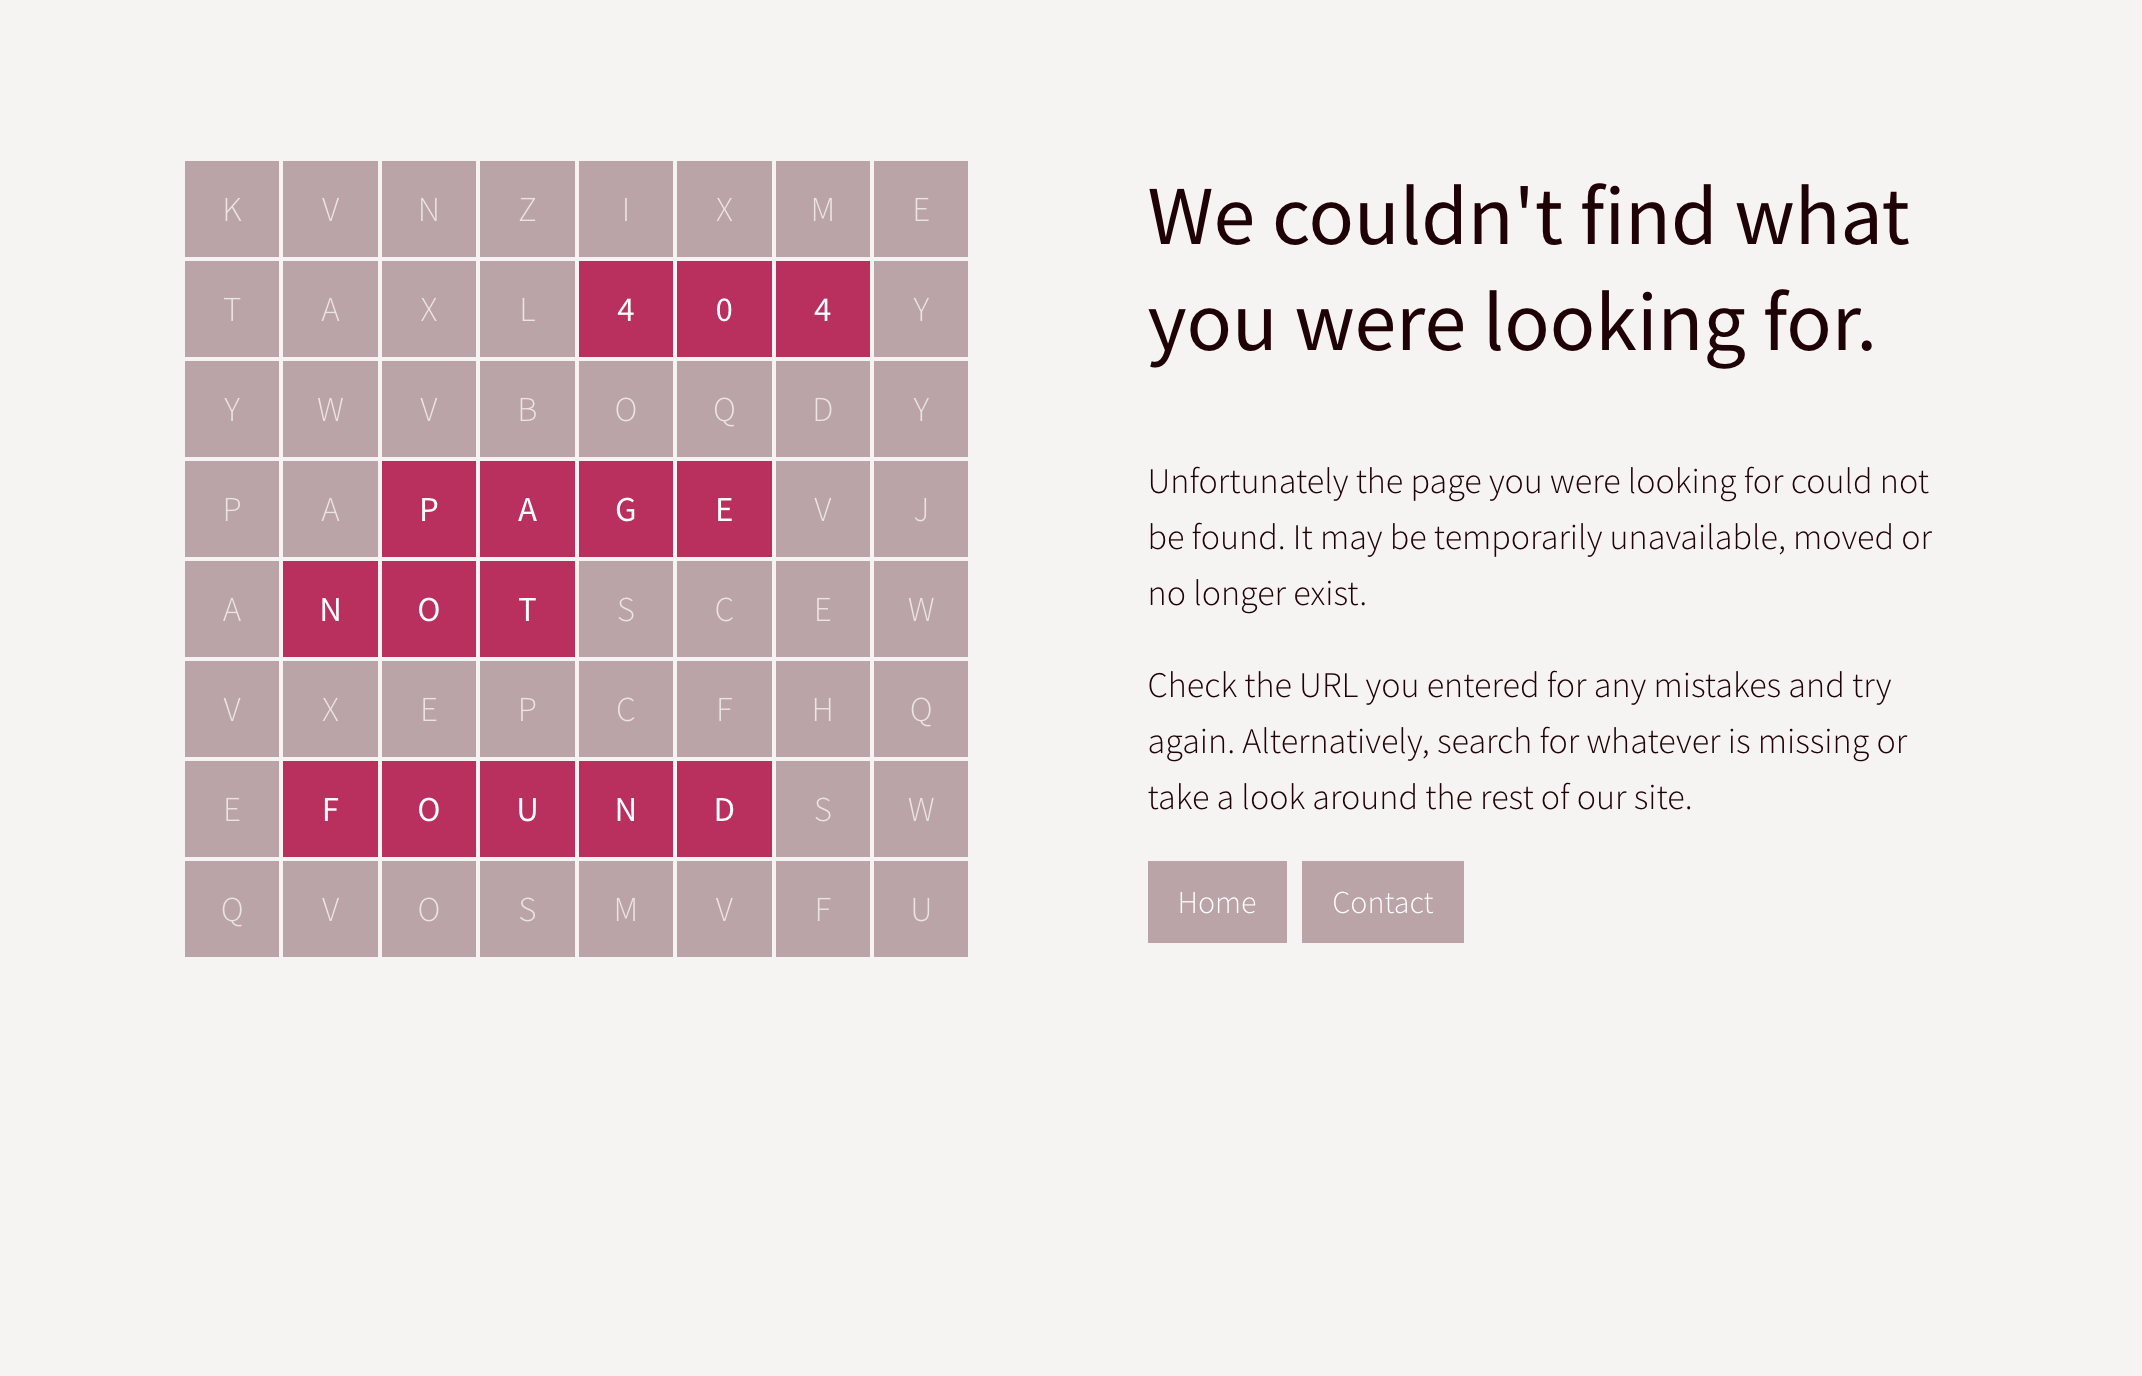 K V N Z I X M E
T A X L 4 0 4 Y
Y W V B O Q D Y
P A P A G E V J
A N O T S C E W
V X E P C F H Q
E F O U N D S W
Q V O S M V F U
We couldn't find what
you were looking for.
Unfortunately the page you were looking for could not
be found. It may be temporarily unavailable, moved or
no longer exist.
Check the URL you entered for any mistakes and try
again. Alternatively, search for whatever is missing or
take a look around the rest of our site.
Home Contact